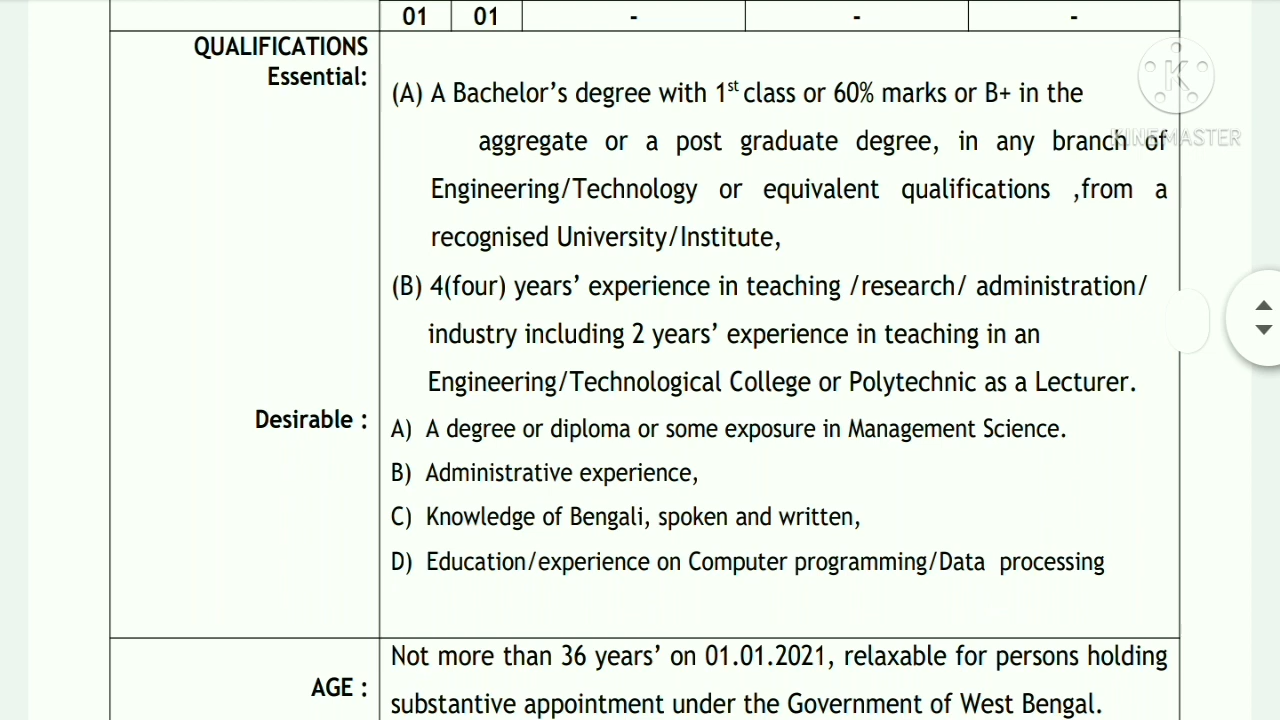 01 01 - - -
QUALIFICATIONS
Essential:
(A) A Bachelor's degree with 1st class or 60% marks or B+ in the
aggregate or a post graduate degree, in any branch of
Engineering/Technology or equivalent qualifications ,from a
recognised University/Institute,
(B) 4(four) years' experience in teaching /research/ administration/
industry including 2 years' experience in teaching in an
Engineering/Technological College or Polytechnic as a Lecturer.
Desirable :
A) A degree or diploma or some exposure in Management Science.
B) Administrative experience,
C) Knowledge of Bengali, spoken and written,
D) Education/experience on Computer programming/Data processing
AGE :
Not more than 36 years' on 01.01.2021, relaxable for persons holding
substantive appointment under the Government of West Bengal.
K
KINEMASTER